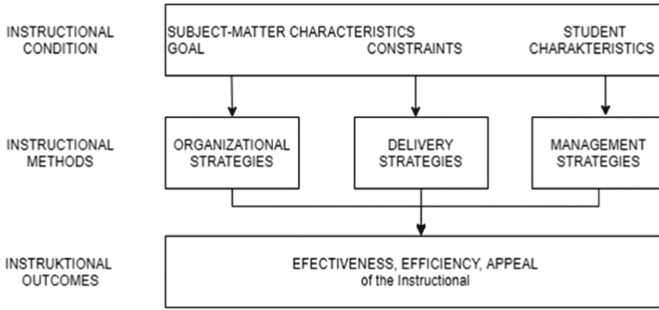 INSTRUCTIONAL
CONDITION
SUBJECT-MATTER CHARACTERISTICS
GOAL
CONSTRAINTS
STUDENT
CHARAKTERISTICS
INSTRUCTIONAL
METHODS
ORGANIZATIONAL
STRATEGIES
DELIVERY
STRATEGIES
MANAGEMENT
STRATEGIES
INSTRUKTIONAL
OUTCOMES
EFECTIVENESS, EFFICIENCY, APPEAL
of the Instructional